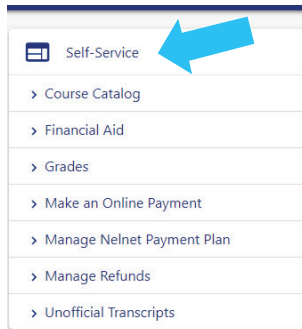 Self-Service
Course Catalog
Financial Aid
Grades
Make an Online Payment
Manage Nelnet Payment Plan
Manage Refunds
Unofficial Transcripts